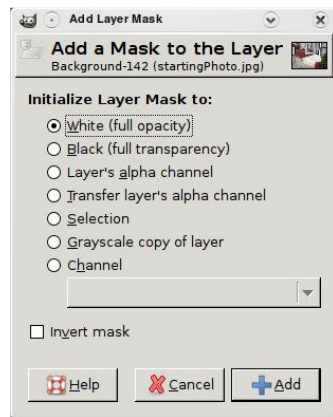 Add Layer Mask
Add a Mask to the Layer
Background-142 (startingPhoto.jpg)
Initialize Layer Mask to:
White (full opacity)
Black (full transparency)
Layer's alpha channel
Transfer layer's alpha channel
Selection
Grayscale copy of layer
Channel
Invert mask
Help Cancel Add